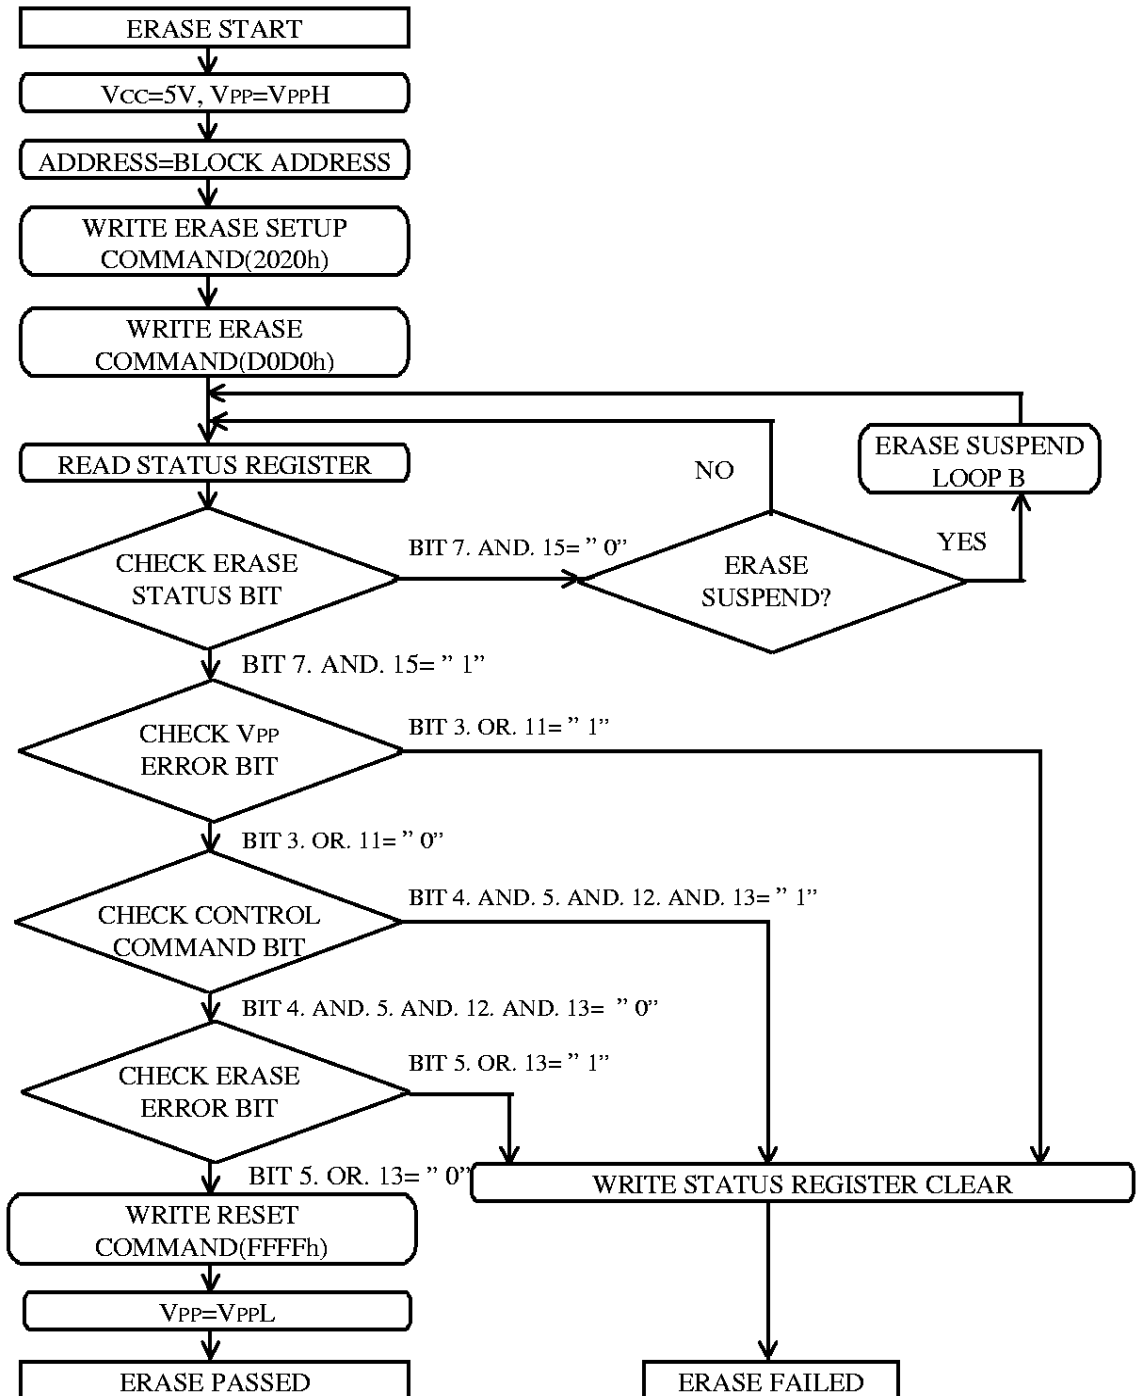 ERASE START
VCC=5V, VPP=VPPH
ADDRESS=BLOCK ADDRESS
WRITE ERASE SETUP
COMMAND(2020h)
WRITE ERASE
COMMAND(D0D0h)
READ STATUS REGISTER
NO
ERASE SUSPEND
LOOP B
CHECK ERASE
STATUS BIT
BIT 7. AND. 15= ” 0”
ERASE
SUSPEND?
YES
BIT 7. AND. 15= ” 1”
CHECK VPP
ERROR BIT
BIT 3. OR. 11= ” 1”
BIT 3. OR. 11= ” 0”
CHECK CONTROL
COMMAND BIT
BIT 4. AND. 5. AND. 12. AND. 13= ” 1”
BIT 4. AND. 5. AND. 12. AND. 13= ” 0”
CHECK ERASE
ERROR BIT
BIT 5. OR. 13= ” 1”
BIT 5. OR. 13= ” 0”
WRITE STATUS REGISTER CLEAR
WRITE RESET
COMMAND(FFFFh)
VPP=VPPL
ERASE PASSED
ERASE FAILED